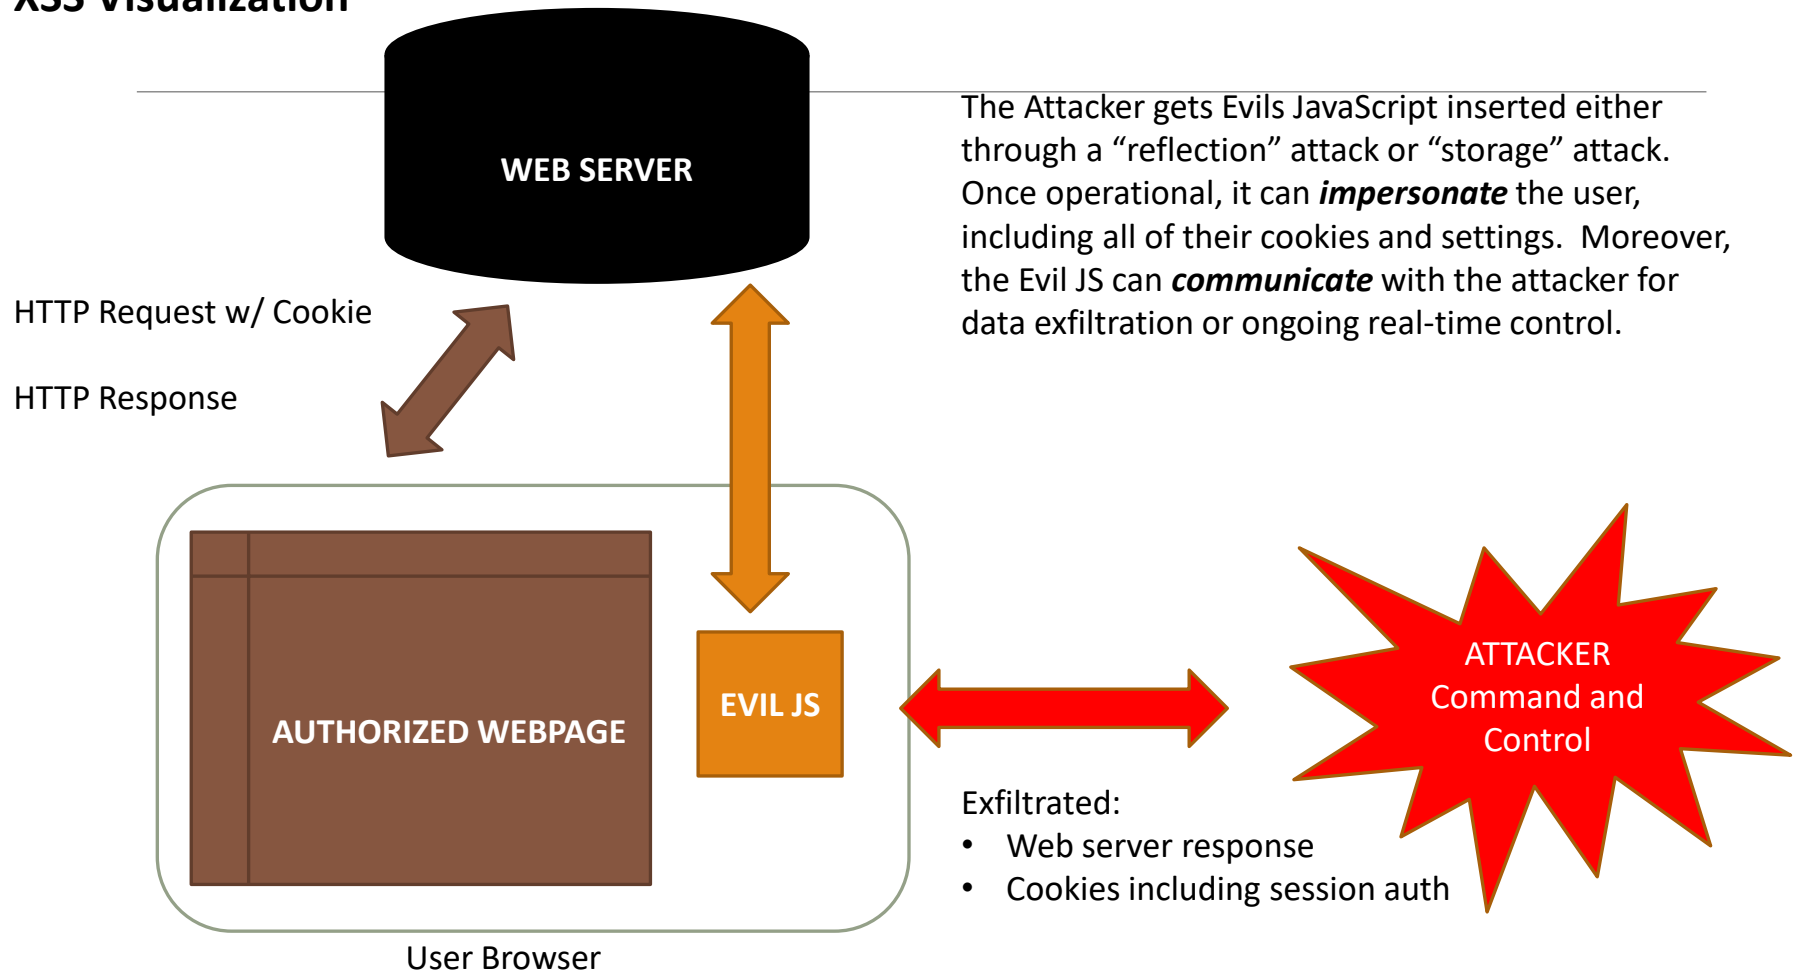 XSS Visualization
WEB SERVER
The Attacker gets Evils JavaScript inserted either
through a “reflection” attack or “storage” attack.
Once operational, it can impersonate the user,
including all of their cookies and settings.  Moreover,
the Evil JS can communicate with the attacker for
data exfiltration or ongoing real-time control.
HTTP Request w/ Cookie
HTTP Response
AUTHORIZED WEBPAGE
EVIL JS
ATTACKER
Command and
Control
Exfiltrated:
• Web server response
• Cookies including session auth
User Browser